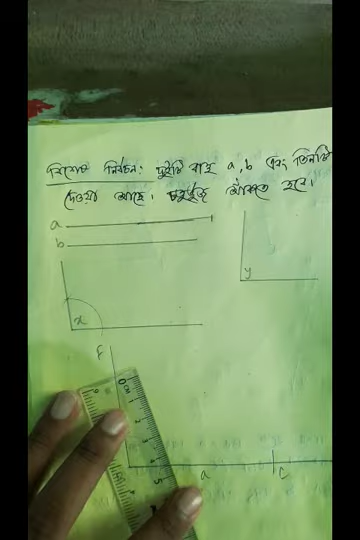 বিশেষ নির্বচন: দুইটি বাহু a, b এবং তিনটি
দেওয়া আছে। চতুর্ভুজ আঁকতে হবে।
a
b
x
y
F
a